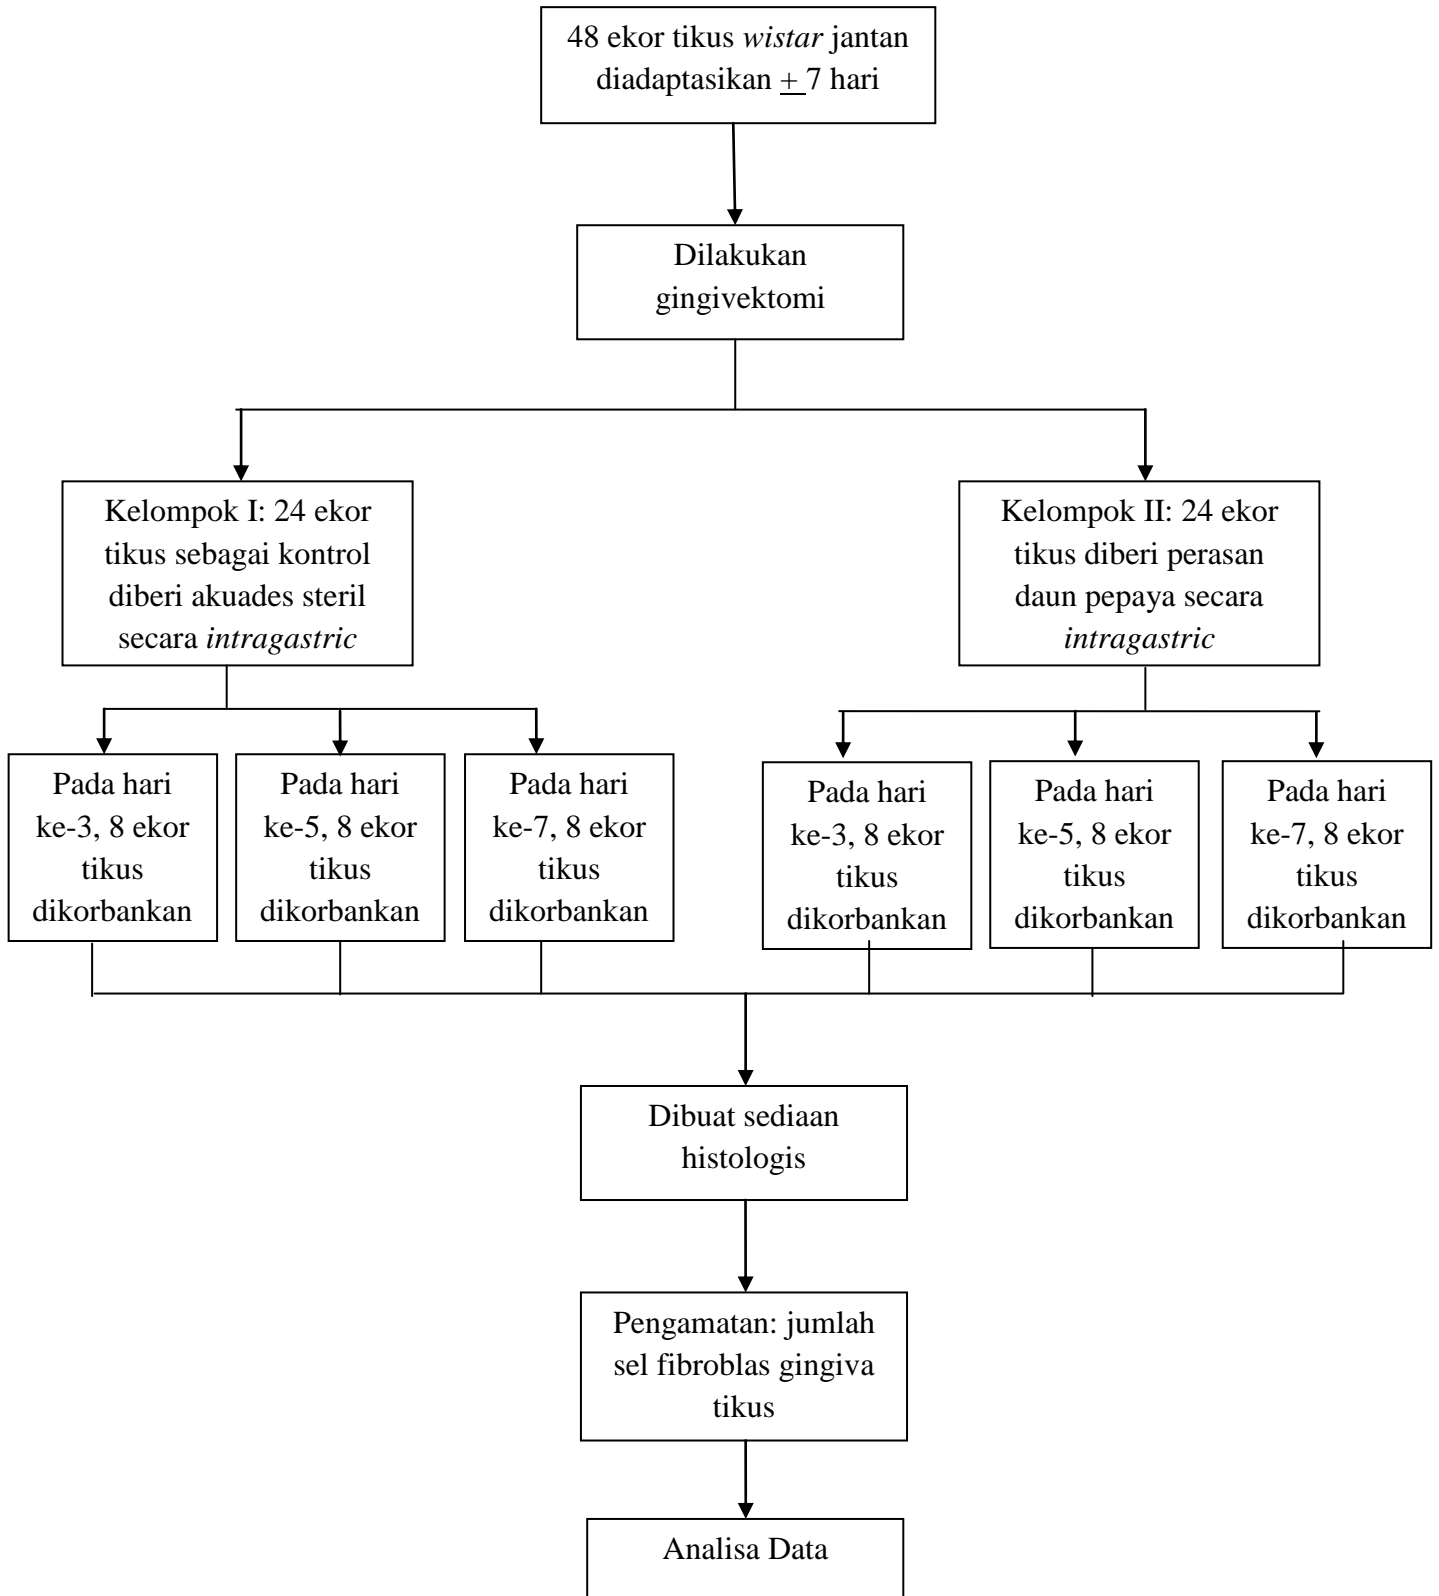 48 ekor tikus wistar jantan
diadaptasikan + 7 hari
Dilakukan
gingivektomi
Kelompok I: 24 ekor
tikus sebagai kontrol
diberi akuades steril
secara intragastric
Kelompok II: 24 ekor
tikus diberi perasan
daun pepaya secara
intragastric
Pada hari
ke-3, 8 ekor
tikus
dikorbankan
Pada hari
ke-5, 8 ekor
tikus
dikorbankan
Pada hari
ke-7, 8 ekor
tikus
dikorbankan
Pada hari
ke-3, 8 ekor
tikus
dikorbankan
Pada hari
ke-5, 8 ekor
tikus
dikorbankan
Pada hari
ke-7, 8 ekor
tikus
dikorbankan
Dibuat sediaan
histologis
Pengamatan: jumlah
sel fibroblas gingiva
tikus
Analisa Data